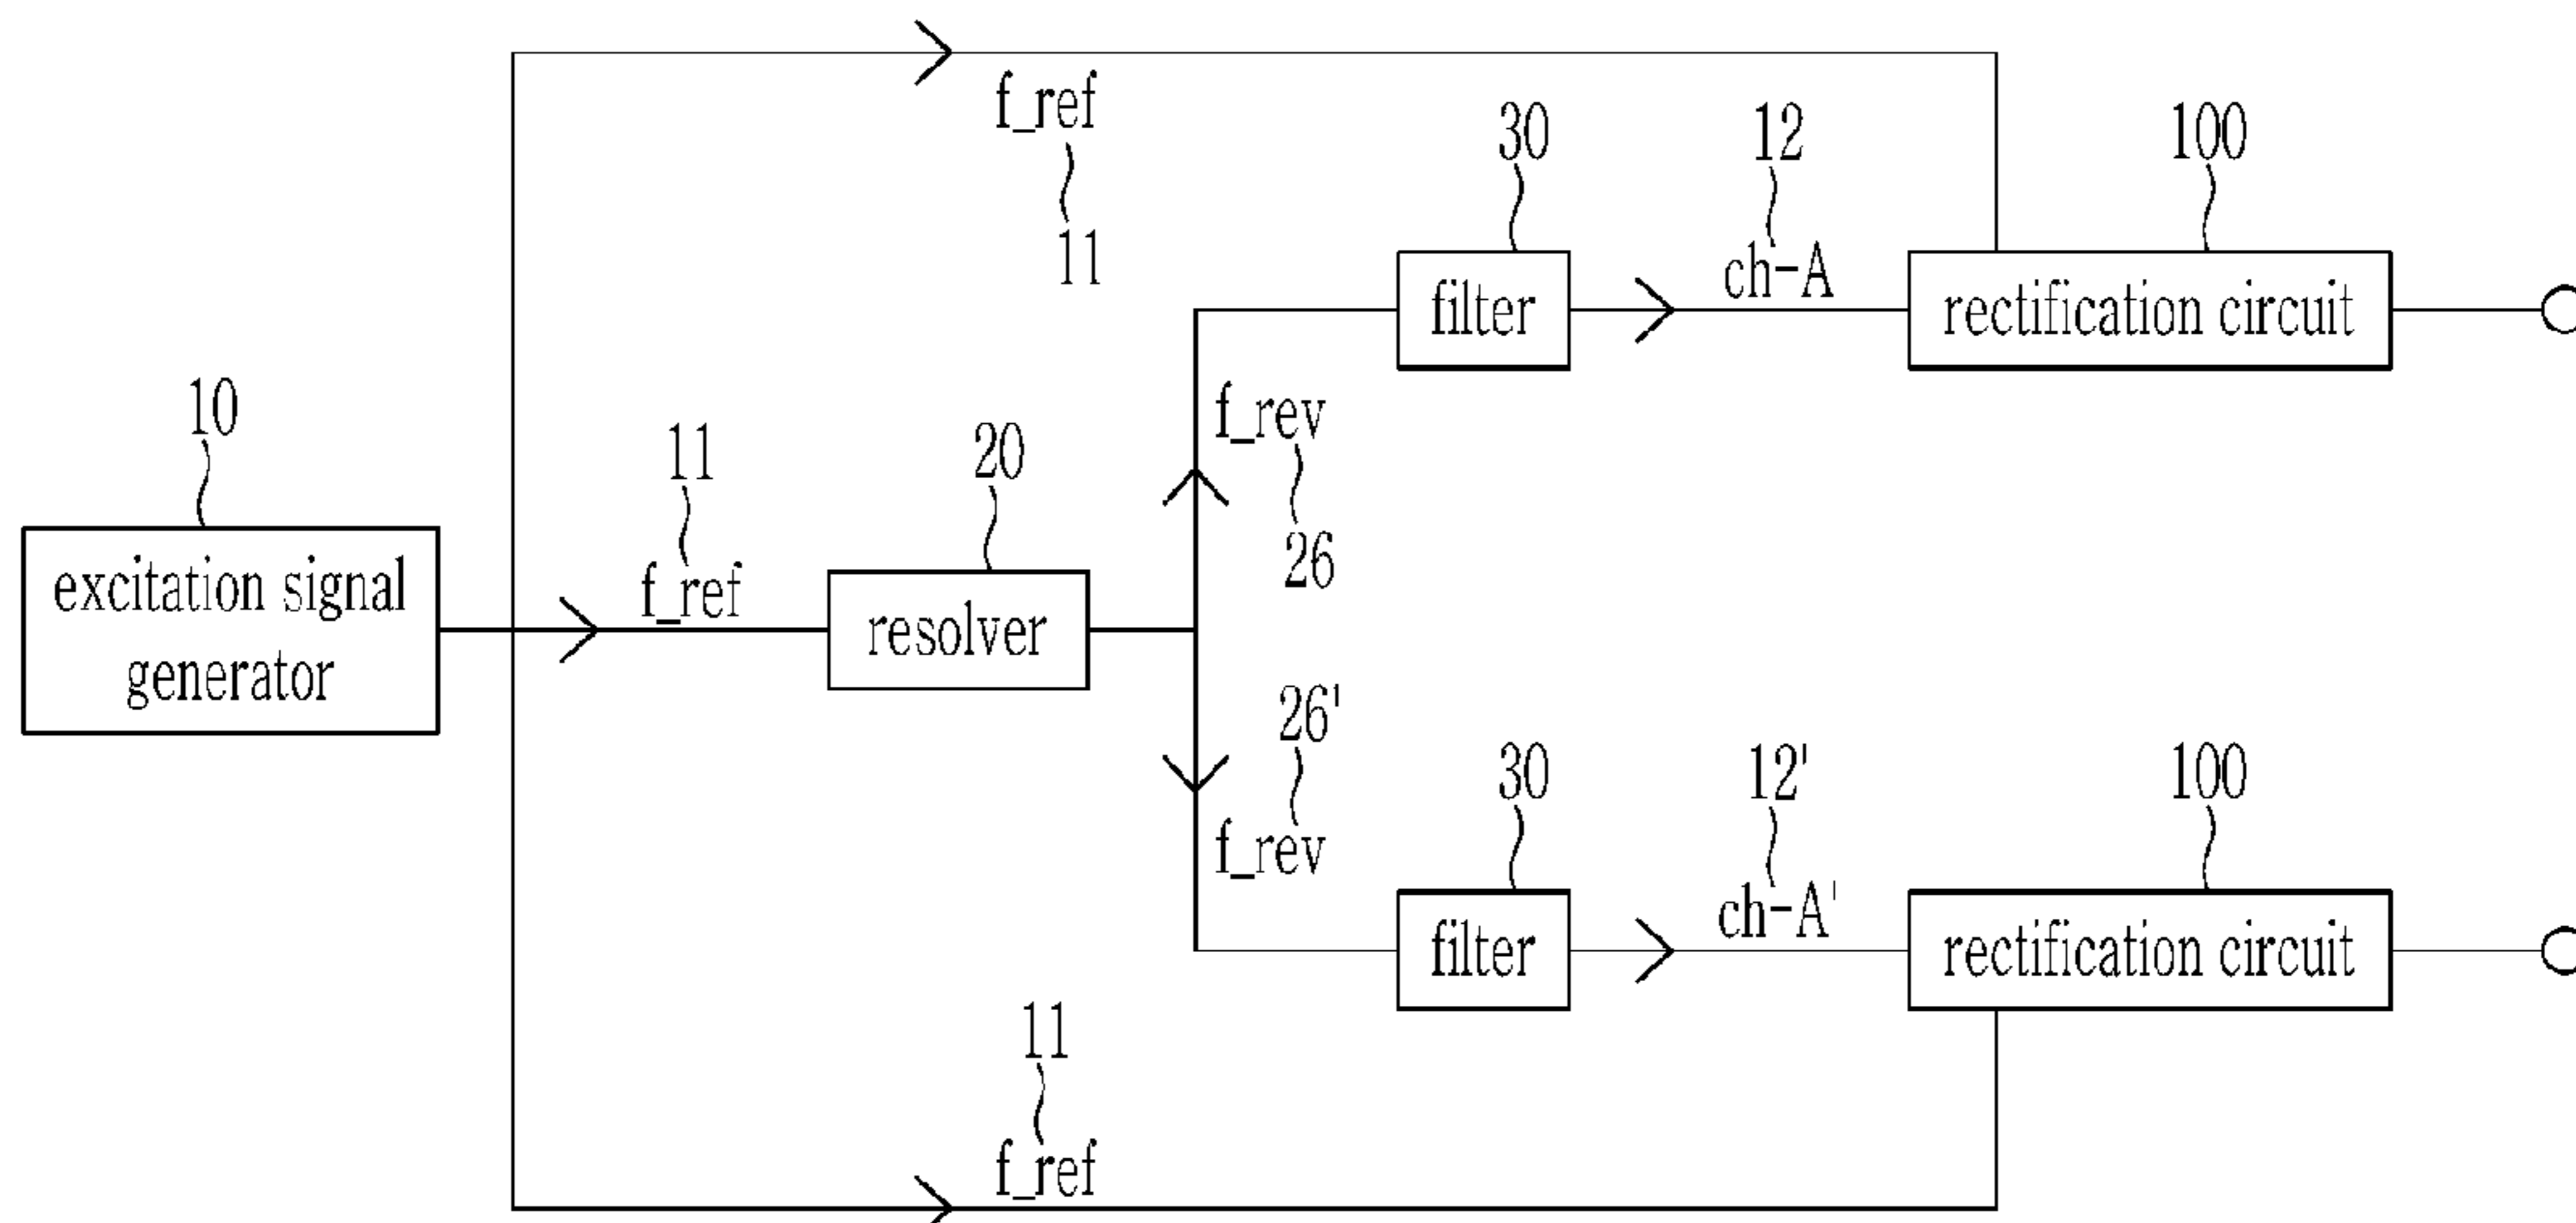 f_ref
11
30
12
100
ch-A
filter
rectification circuit
10
11
20
f_rev
26
excitation signal
generator
f_ref
resolver
26'
f_rev
30
12'
100
ch-A'
filter
rectification circuit
11
f_ref